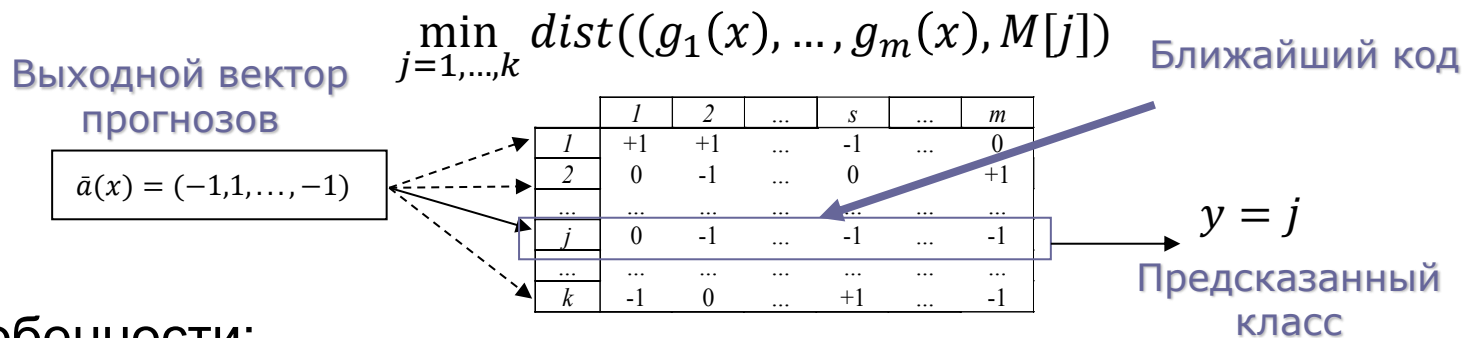 min dist((g₁(x), … , gₘ(x), M[j])
j=1,…,k
Выходной вектор
прогнозов
Ближайший код
ā(x) = (−1,1, … , −1)
1 2 ... s ... m
1 +1 +1 ... -1 ... 0
2 0 -1 ... 0 +1
... ... ... ... ... ... ...
j 0 -1 ... -1 ... -1
... ... ... ... ... ... ...
k -1 0 ... +1 ... -1
y = j
Предсказанный
класс